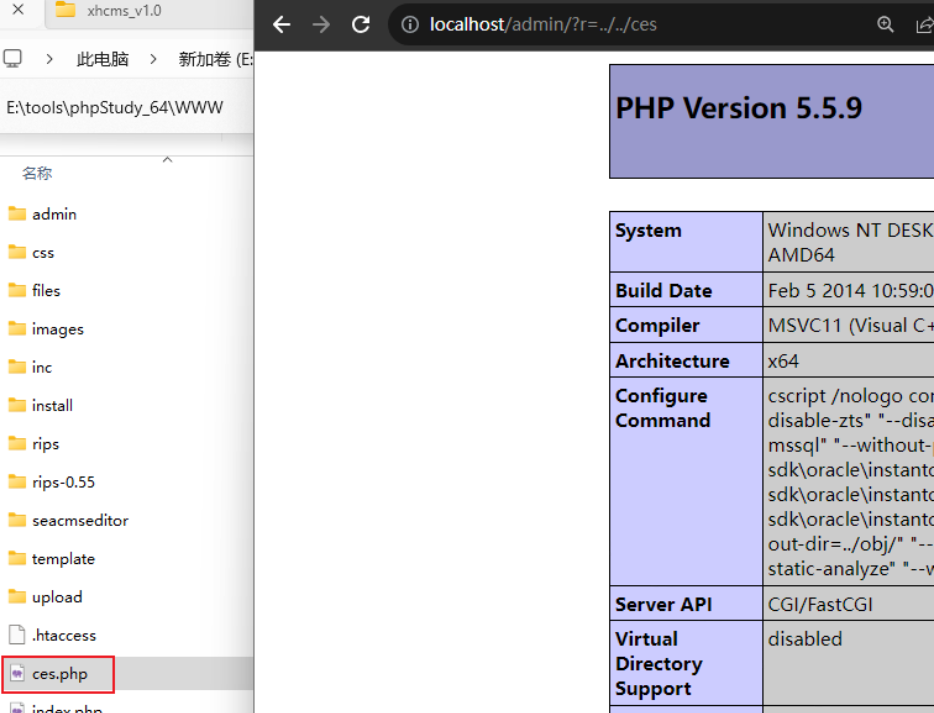 xhcms_v1.0
此电脑 > 新加卷 (E:
E:\tools\phpStudy_64\WWW
名称
admin
css
files
images
inc
install
rips
rips-0.55
seacmseditor
template
upload
.htaccess
ces.php
index.php
localhost/admin/?r=../../ces
PHP Version 5.5.9
System
Windows NT DESK
AMD64
Build Date
Feb 5 2014 10:59:0
Compiler
MSVC11 (Visual C+
Architecture
x64
Configure
Command
cscript /nologo cor
disable-zts" "--disa
mssql" "--without-
sdk\oracle\instantc
sdk\oracle\instantc
sdk\oracle\instantc
out-dir=../obj/" "--
static-analyze" "--w
Server API
CGI/FastCGI
Virtual
Directory
Support
disabled